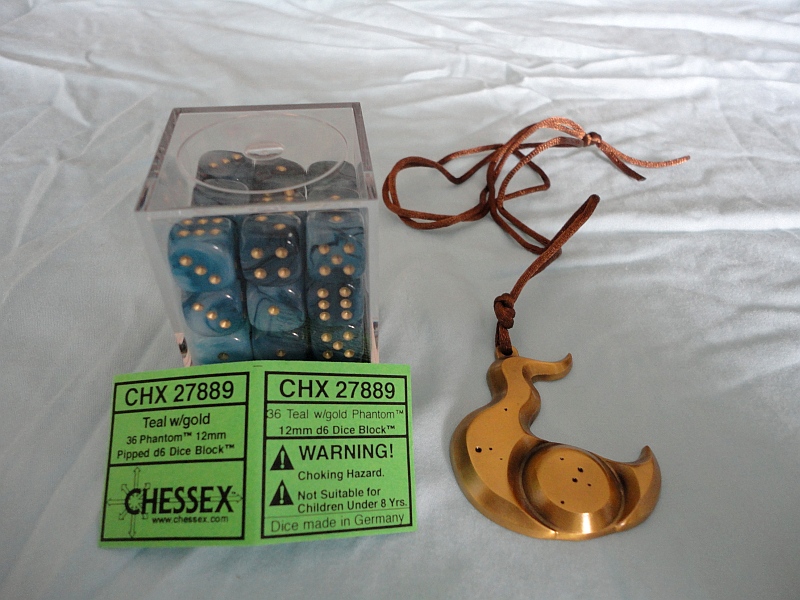 CHX 27889
Teal w/gold
36 Phantom™ 12mm
Pipped d6 Dice Block™
CHESSEX
www.chessex.com
CHX 27889
36 Teal w/gold Phantom™
12mm d6 Dice Block™
WARNING!
Choking Hazard.
Not Suitable for
Children Under 8 Yrs.
Dice made in Germany